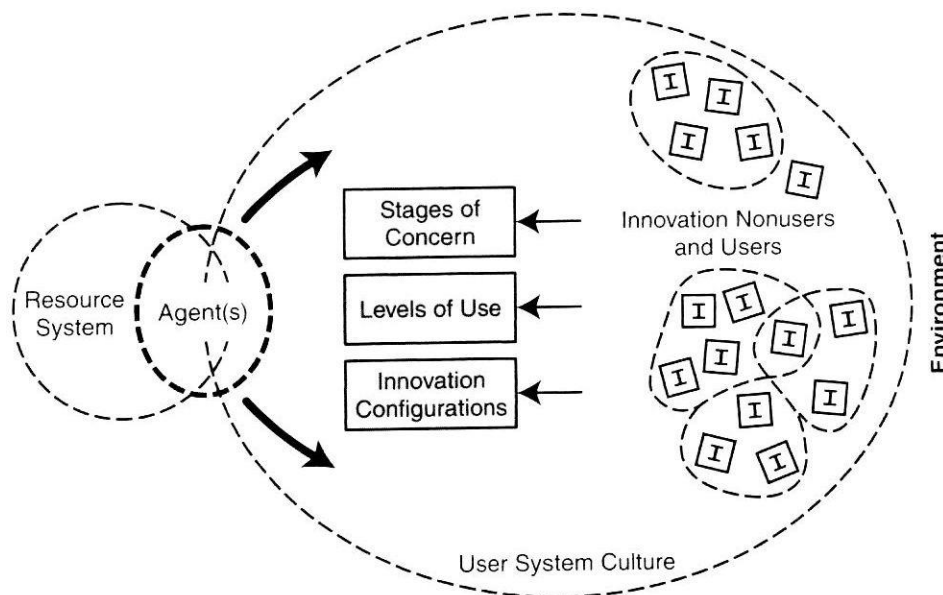 I
I
I
I
I
Stages of
Concern
Innovation Nonusers
and Users
Resource
System
Agent(s)
Levels of Use
Innovation
Configurations
I
I
I
I
I
I
I
I
I
I
Environment
User System Culture